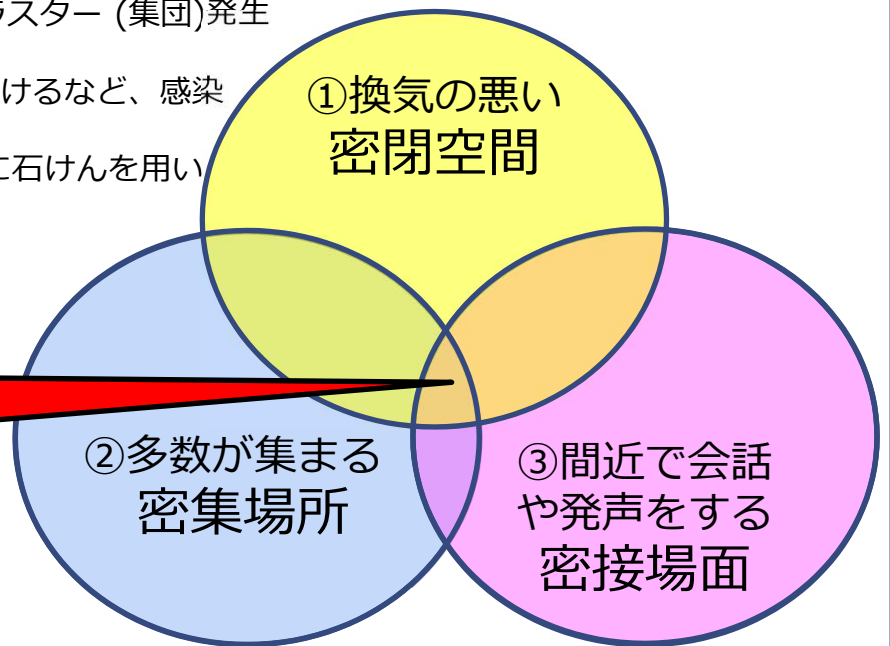 ラスター (集団)発生
けるなど、感染
に石けんを用い
①換気の悪い
密閉空間
②多数が集まる
密集場所
③間近で会話
や発声をする
密接場面